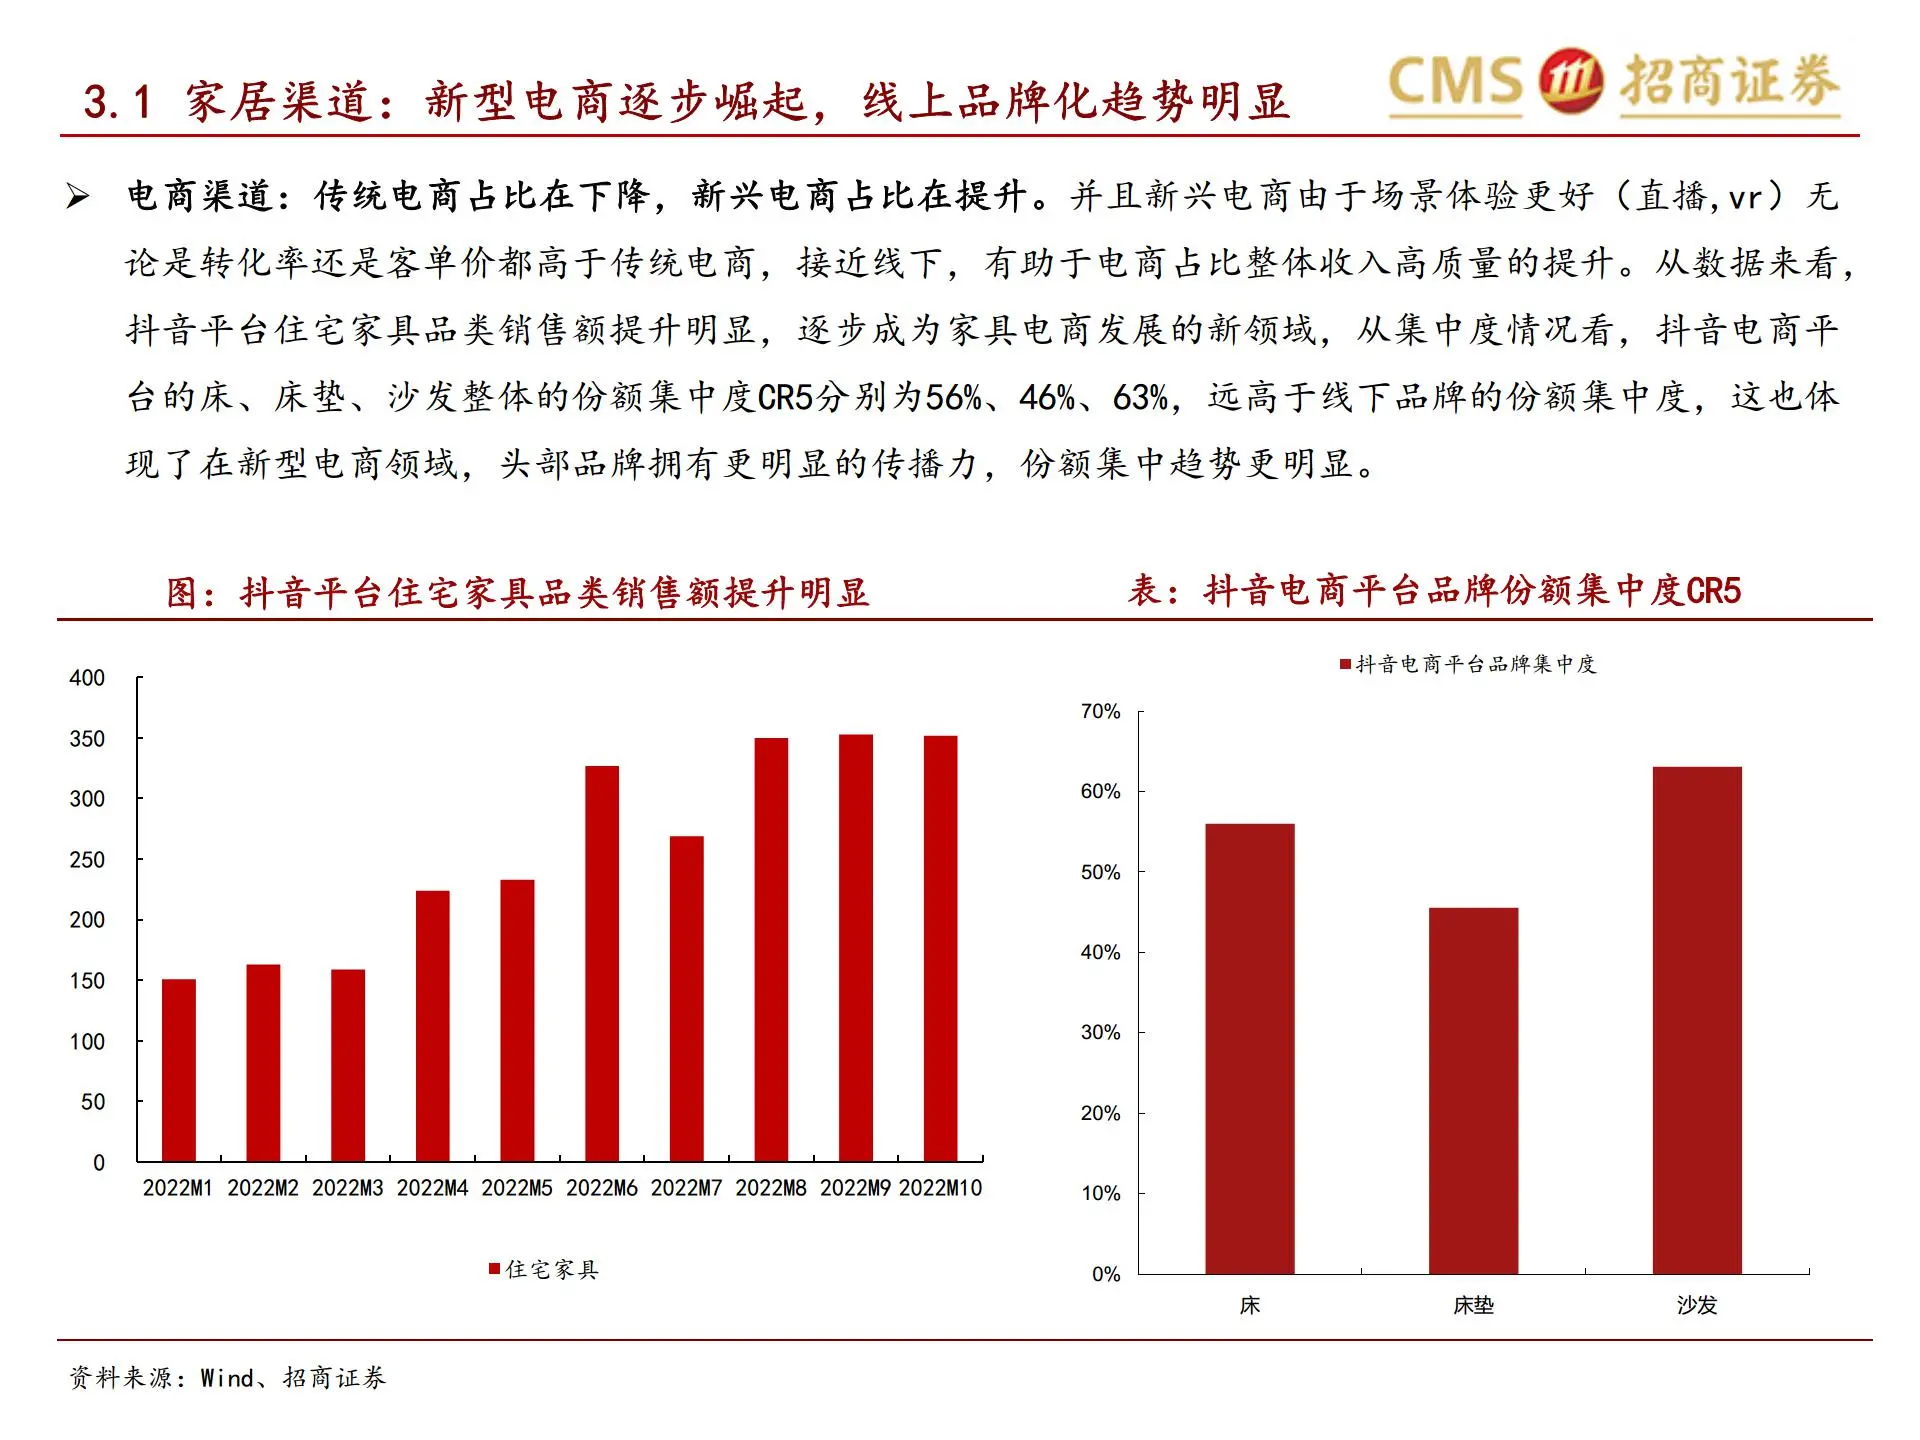 3.1 家居渠道：新型电商逐步崛起，线上品牌化趋势明显
CMS 招商证券
➢ 电商渠道：传统电商占比在下降，新兴电商占比在提升。并且新兴电商由于场景体验更好（直播,vr）无
论是转化率还是客单价都高于传统电商，接近线下，有助于电商占比整体收入高质量的提升。从数据来看，
抖音平台住宅家具品类销售额提升明显，逐步成为家具电商发展的新领域，从集中度情况看，抖音电商平
台的床、床垫、沙发整体的份额集中度CR5分别为56%、46%、63%，远高于线下品牌的份额集中度，这也体
现了在新型电商领域，头部品牌拥有更明显的传播力，份额集中趋势更明显。
图：抖音平台住宅家具品类销售额提升明显
400
350
300
250
200
150
100
50
0
2022M1 2022M2 2022M3 2022M4 2022M5 2022M6 2022M7 2022M8 2022M9 2022M10
住宅家具
表：抖音电商平台品牌份额集中度CR5
抖音电商平台品牌集中度
70%
60%
50%
40%
30%
20%
10%
0%
床 床垫 沙发
资料来源：Wind、招商证券